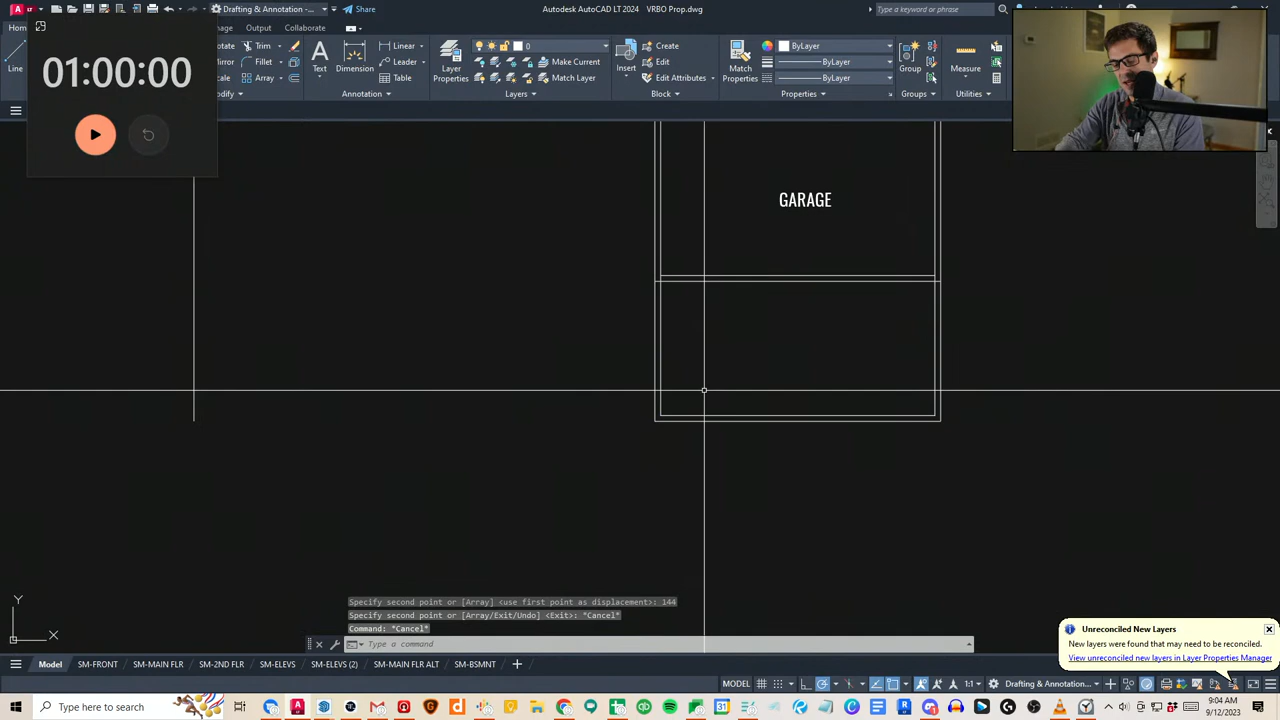 Drafting & Annotation
Share
Autodesk AutoCAD LT 2024 VRBO Prop.dwg
Type a keyword or phrase
Output
Collaborate
01:00:00
Line
Trim
Fillet
Array
Text
Dimension
Linear
Leader
Table
Annotation
Layer
Properties
0
Make Current
Match Layer
Layers
Insert
Create
Edit
Edit Attributes
Block
Match
Properties
ByLayer
ByLayer
ByLayer
Properties
Group
Groups
Measure
Utilities
GARAGE
Specify second point or [Array] <use first point as displacement>: 144
Specify second point or [Array/Exit/Undo] <Exit>: *Cancel*
Command: *Cancel*
Type a command
Y
X
Unreconciled New Layers
New layers were found that may need to be reconciled.
View unreconciled new layers in Layer Properties Manager
Model
SM-FRONT
SM-MAIN FLR
SM-2ND FLR
SM-ELEVS
SM-ELEVS (2)
SM-MAIN FLR ALT
SM-BSMNT
MODEL
1:1
Drafting & Annotation
Type here to search
9:04 AM
9/12/2023